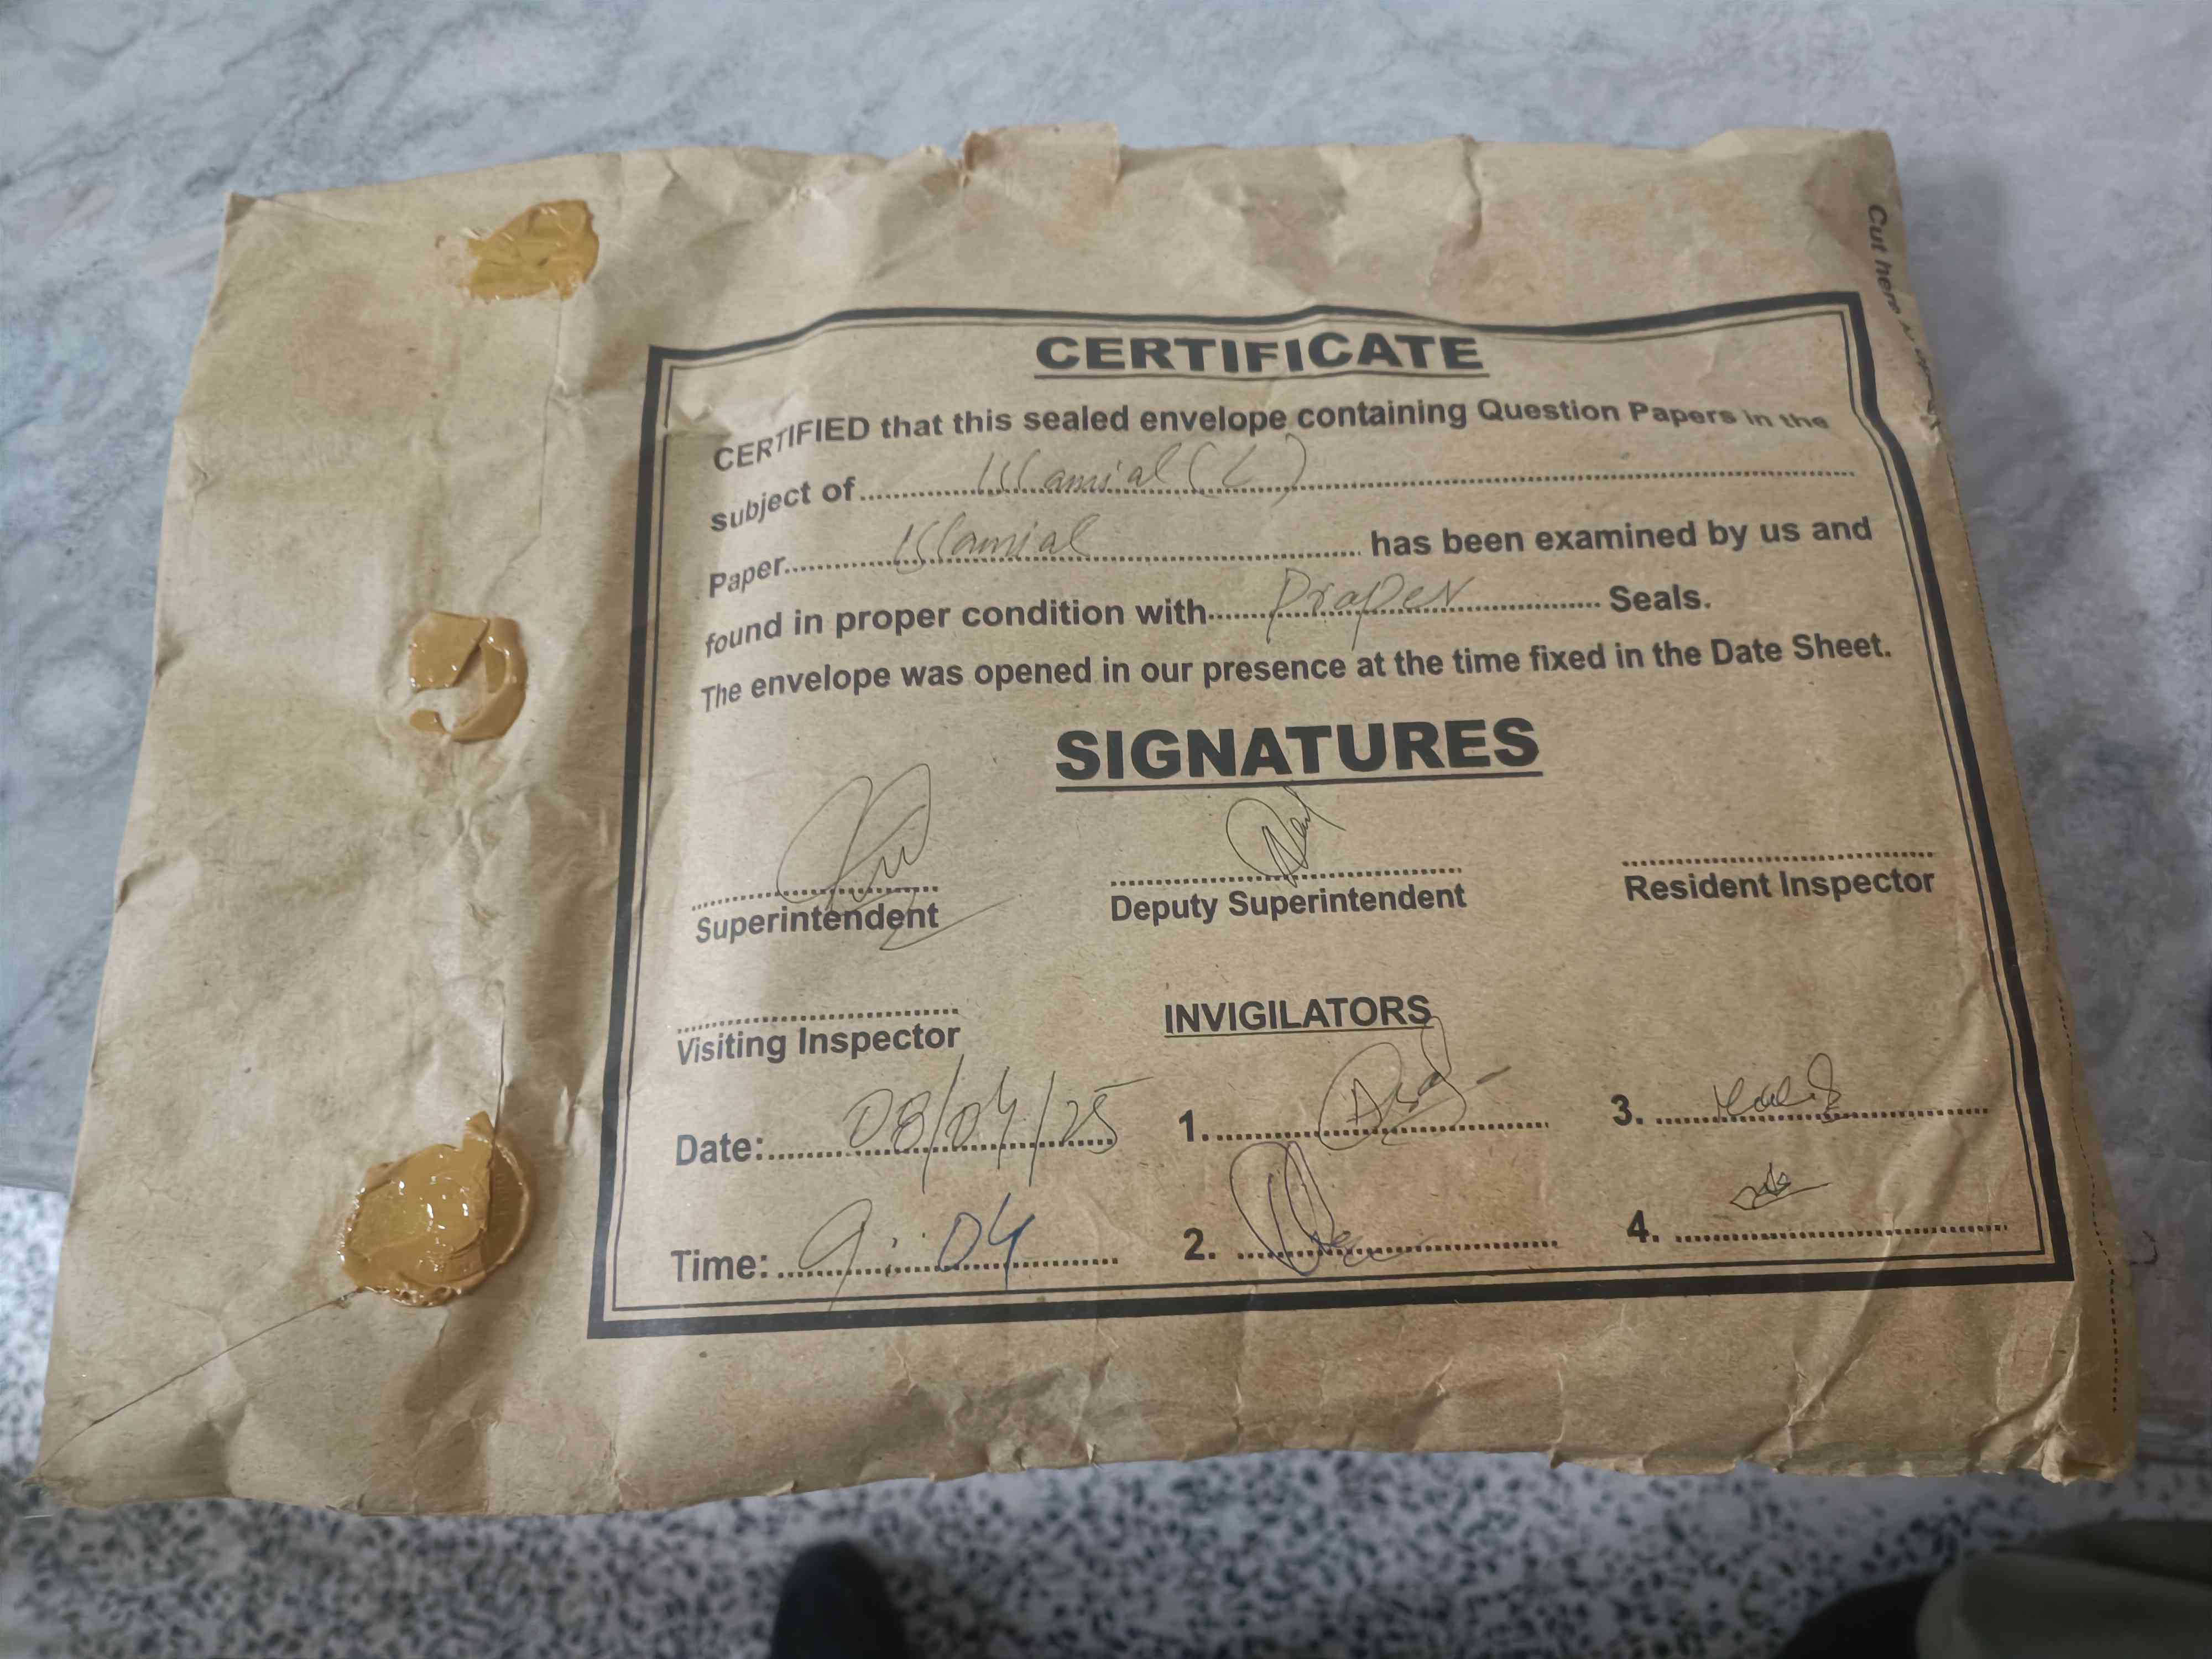 Cut here
CERTIFICATE
CERTIFIED that this sealed envelope containing Question Papers in the
subject of.......... Islamiat (C) ..........
Paper.......... Islamiat .......... has been examined by us and
found in proper condition with.......... Proper .......... Seals.
The envelope was opened in our presence at the time fixed in the Date Sheet.
SIGNATURES
Superintendent Deputy Superintendent Resident Inspector
Visiting Inspector INVIGILATORS
Date: 08/04/25 1. 3.
Time: 9:04 2. 4.